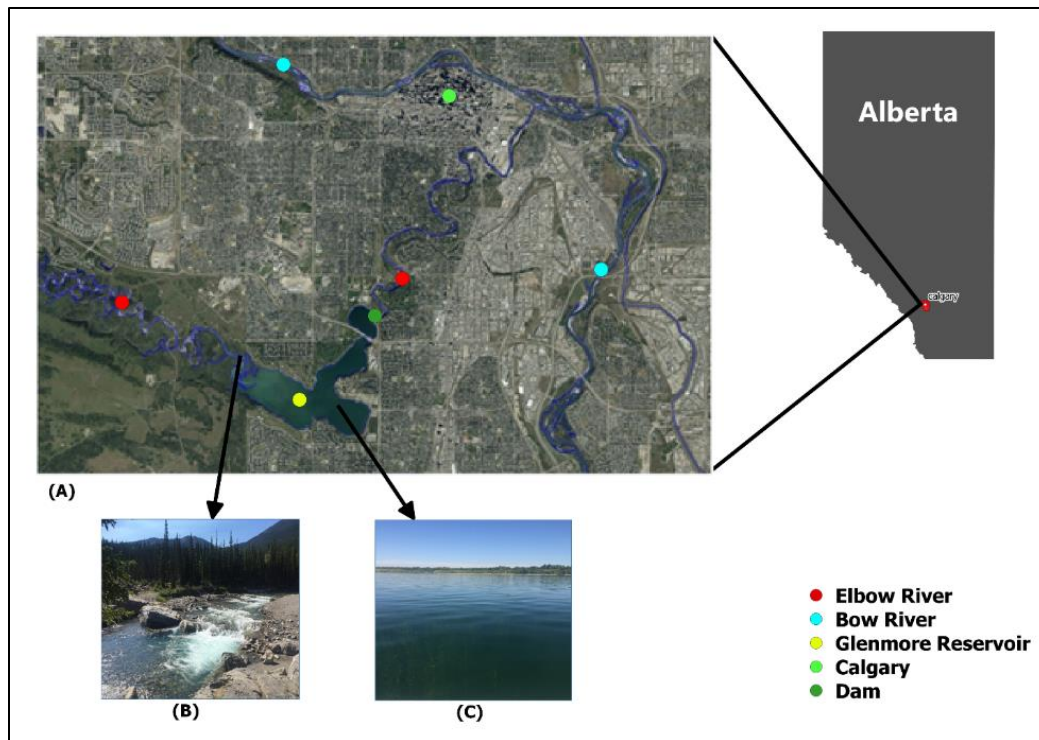 Alberta
calgary
(A)
(B)
(C)
Elbow River
Bow River
Glenmore Reservoir
Calgary
Dam